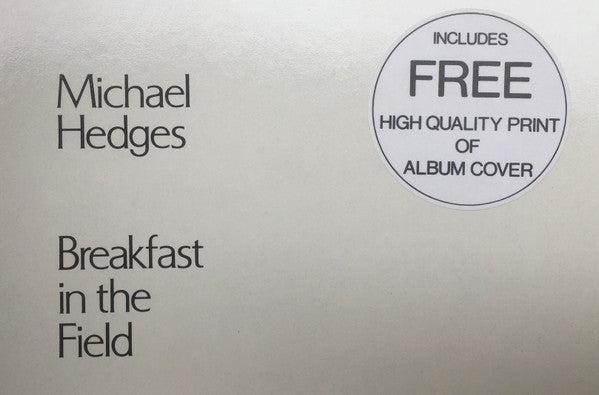 Michael
Hedges
Breakfast
in the
Field
INCLUDES
FREE
HIGH QUALITY PRINT
OF
ALBUM COVER